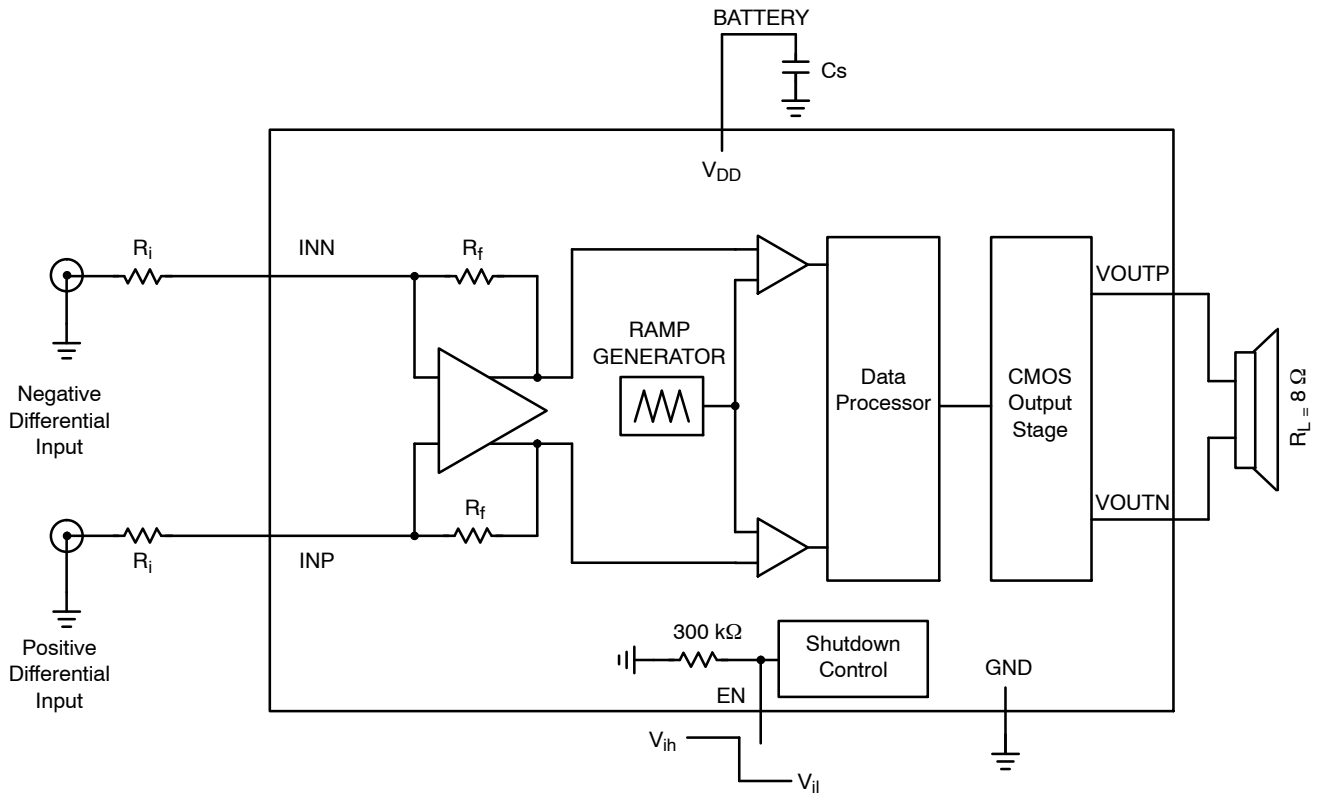 BATTERY
Cs
VDD
Ri
INN
Rf
VOUTP
RAMP
GENERATOR
Negative
Differential
Input
Data
Processor
CMOS
Output
Stage
RL = 8 Ω
Rf
VOUTN
Ri
INP
Positive
Differential
Input
300 kΩ
Shutdown
Control
EN
GND
Vih
Vil